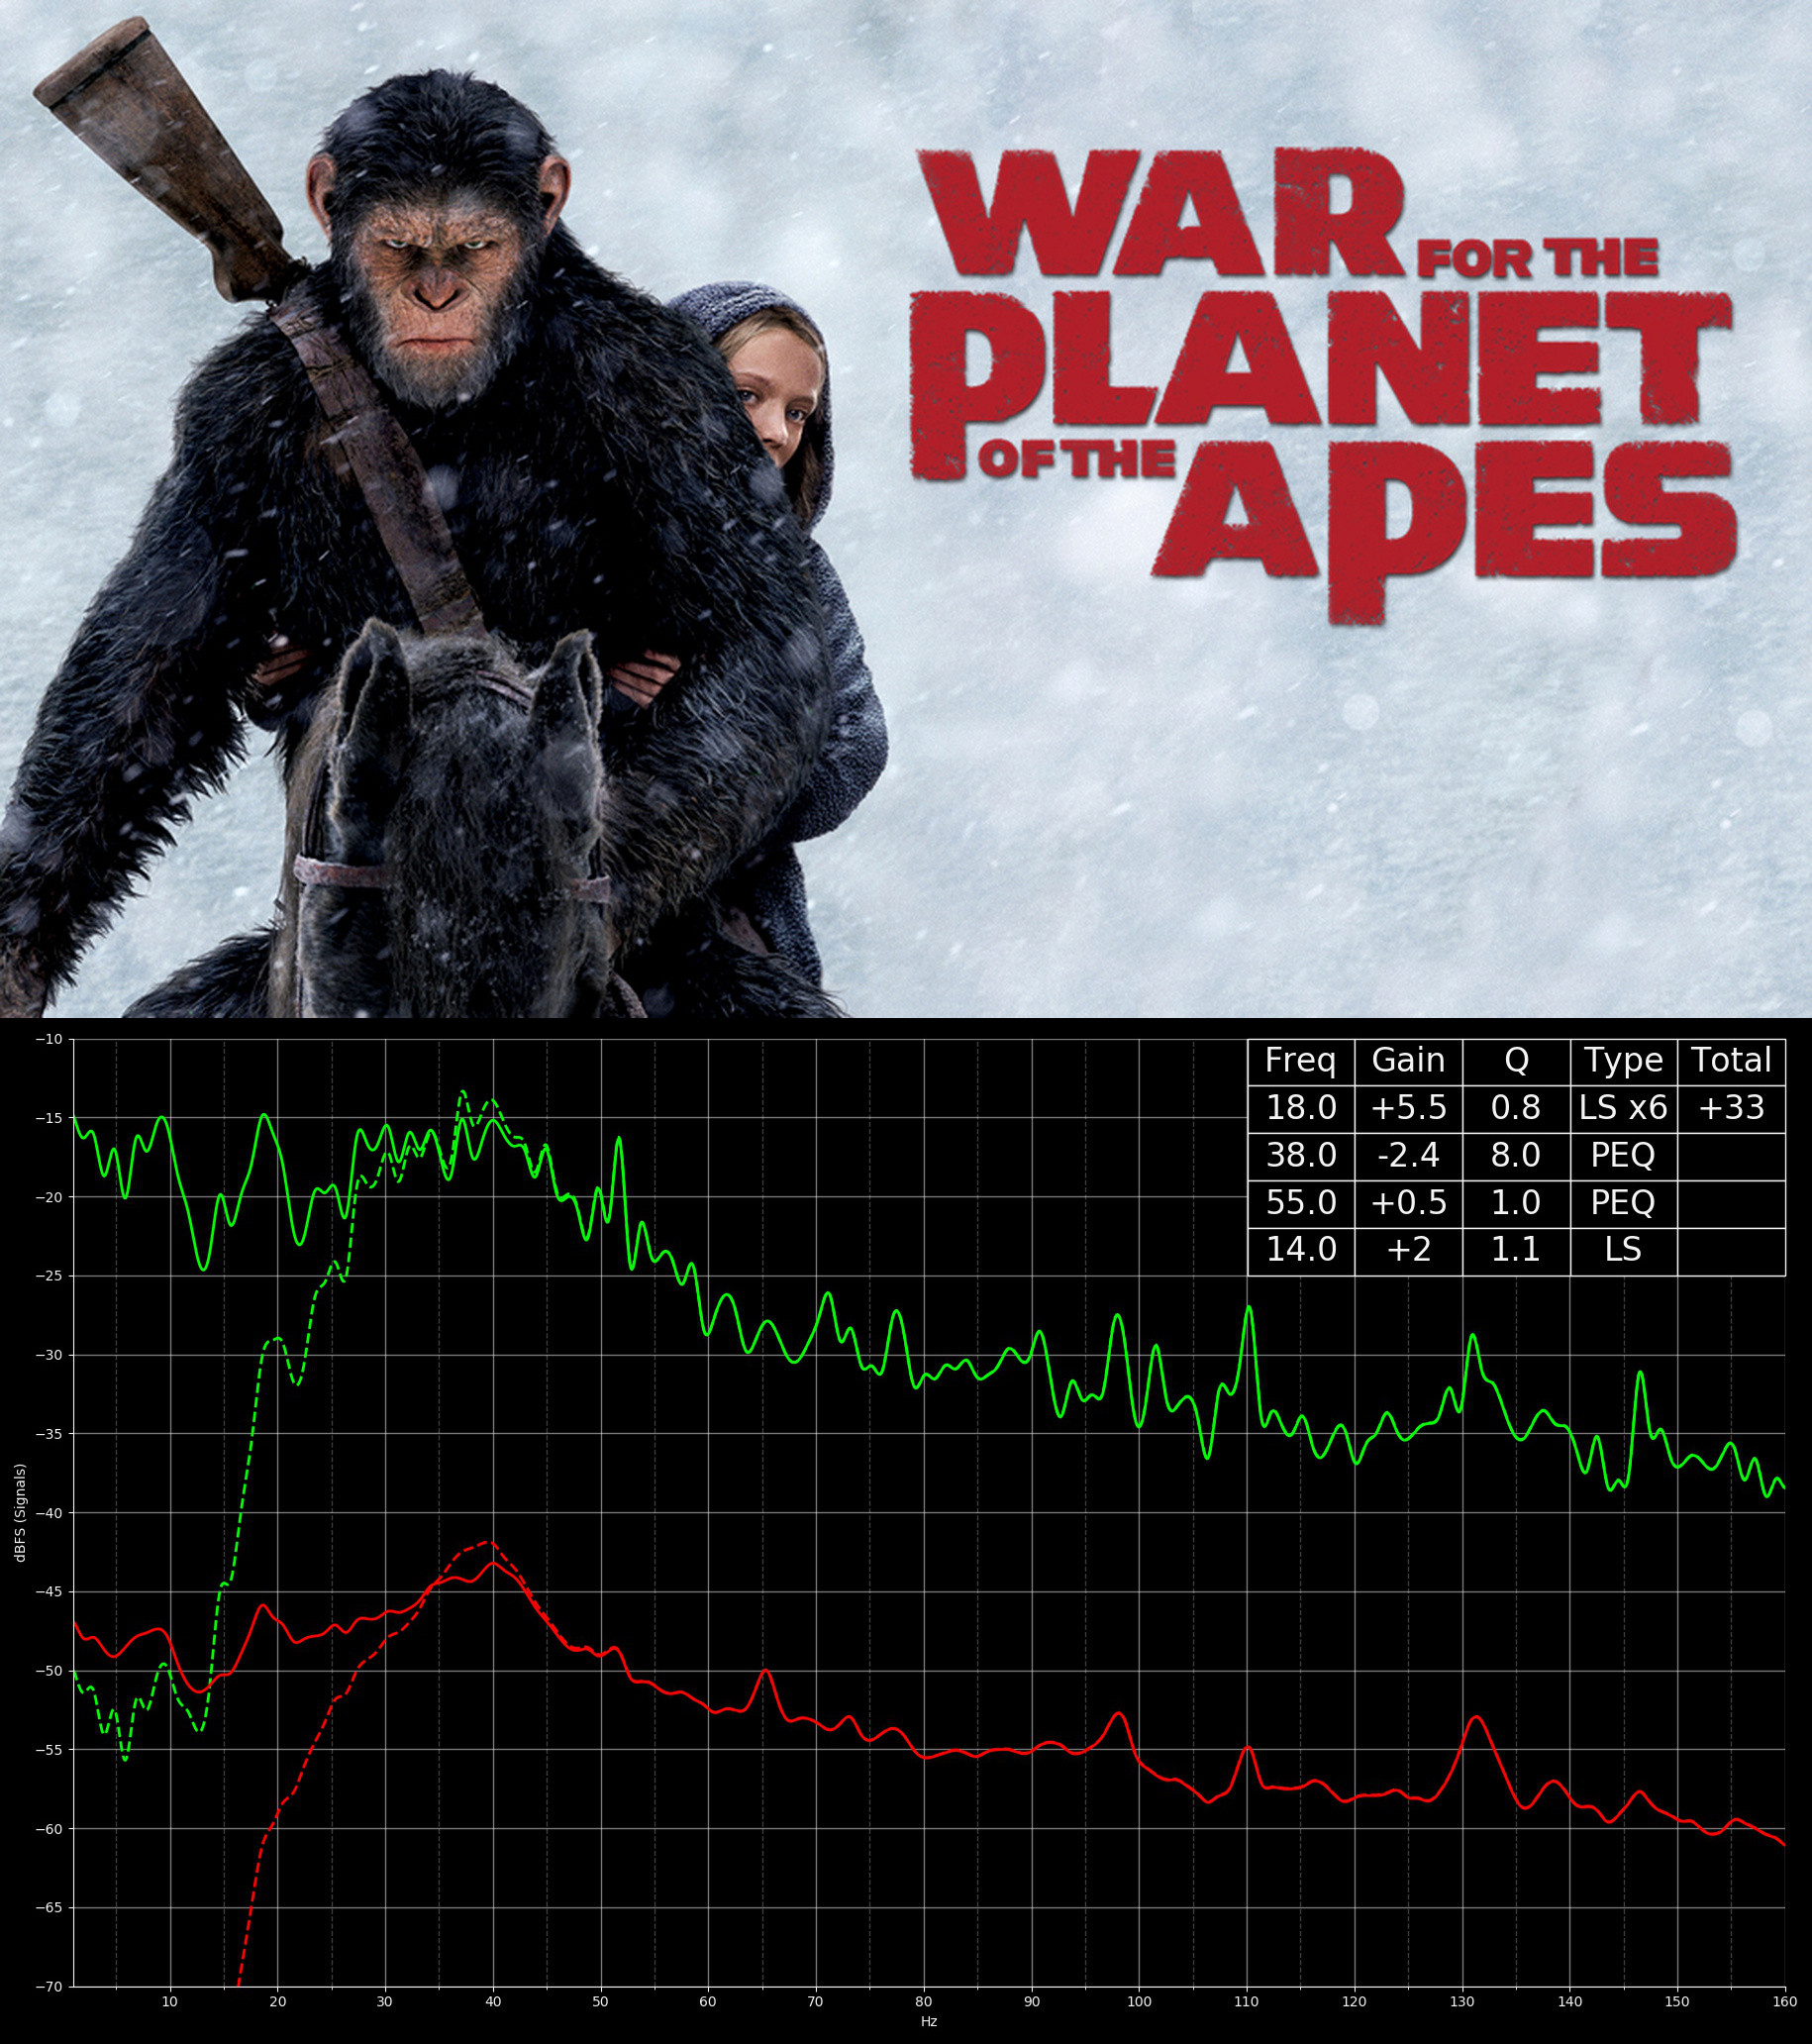 WAR FOR THE
PLANET
OF THE APES
Freq Gain Q Type Total
18.0 +5.5 0.8 LS x6 +33
38.0 -2.4 8.0 PEQ
55.0 +0.5 1.0 PEQ
14.0 +2 1.1 LS
−10
−15
−20
−25
−30
−35
−40
−45
−50
−55
−60
−65
−70
dBFS (Signals)
10 20 30 40 50 60 70 80 90 100 110 120 130 140 150 160
Hz